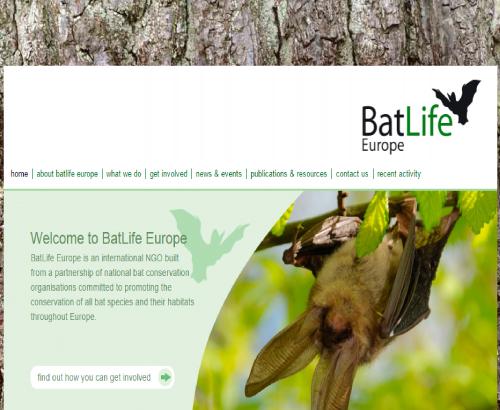 BatLife
Europe
home | about batlife europe | what we do | get involved | news & events | publications & resources | contact us | recent activity
Welcome to BatLife Europe
BatLife Europe is an international NGO built
from a partnership of national bat conservation
organisations committed to promoting the
conservation of all bat species and their habitats
throughout Europe.
find out how you can get involved